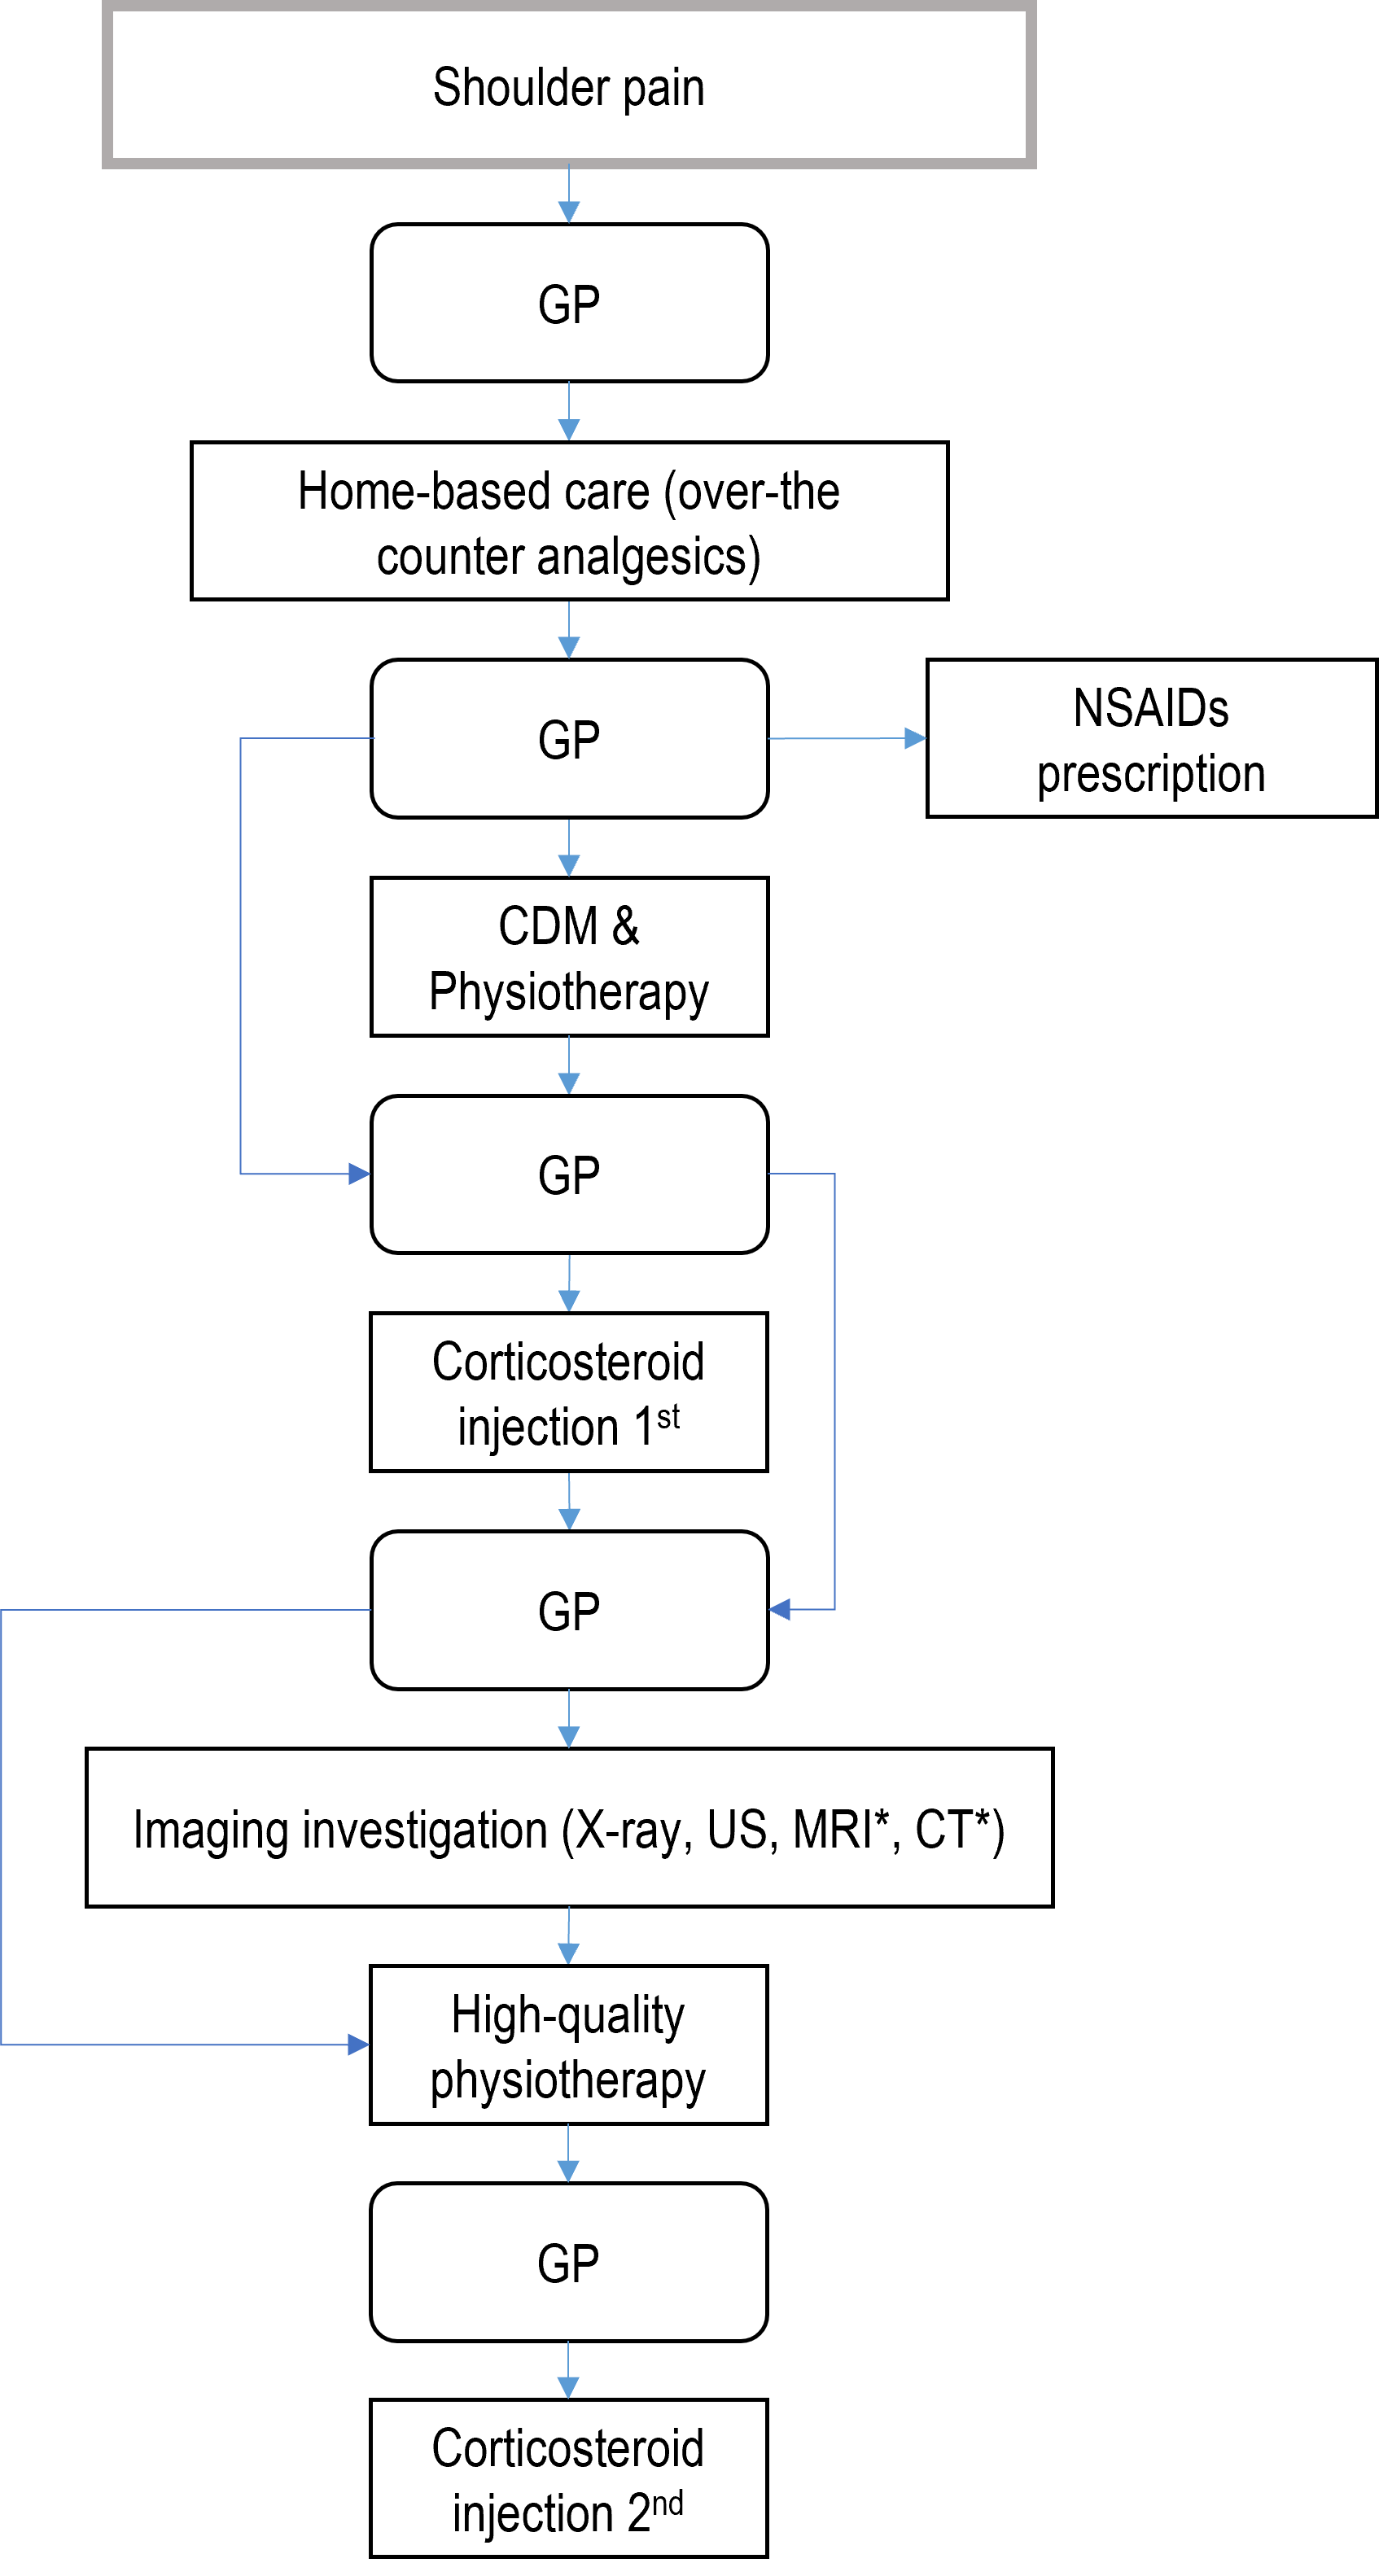 Shoulder pain
GP
Home-based care (over-the
counter analgesics)
GP
NSAIDs
prescription
CDM &
Physiotherapy
GP
Corticosteroid
injection 1st
GP
Imaging investigation (X-ray, US, MRI*, CT*)
High-quality
physiotherapy
GP
Corticosteroid
injection 2nd